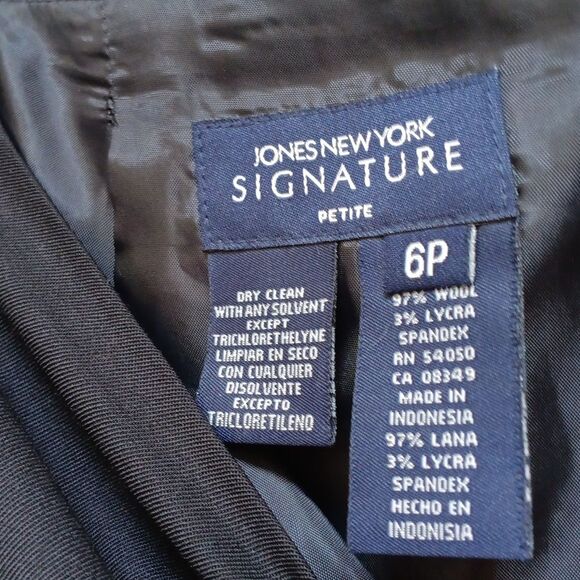 JONES NEW YORK
SIGNATURE
PETITE
6P
DRY CLEAN
WITH ANY SOLVENT
EXCEPT
TRICHLORETHELYNE
LIMPIAR EN SECO
CON CUALQUIER
DISOLVENTE
EXCEPTO
TRICLORETILENO
97% WOOL
3% LYCRA
SPANDEX
RN 54050
CA 08349
MADE IN
INDONESIA
97% LANA
3% LYCRA
SPANDEX
HECHO EN
INDONISIA